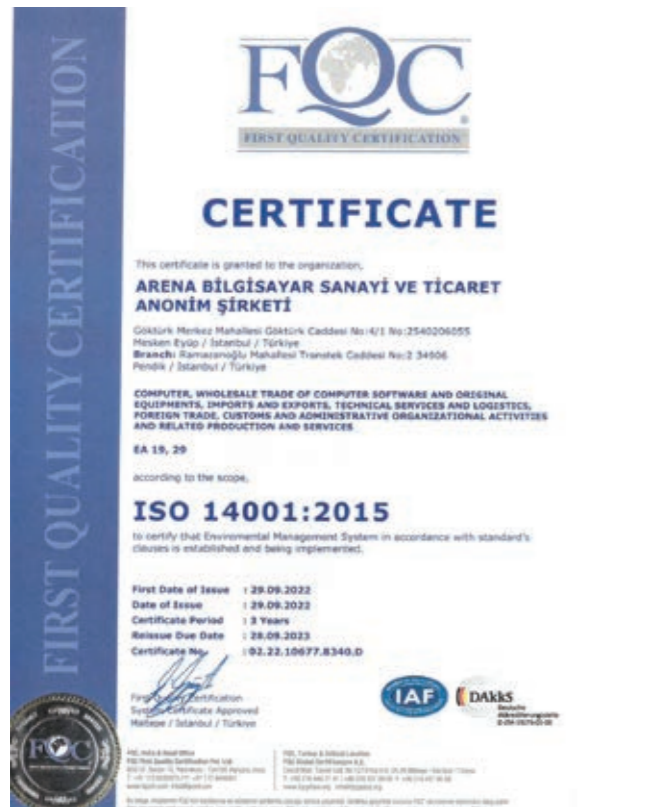 FIRST QUALITY CERTIFICATION
FQC
FIRST QUALITY CERTIFICATION
CERTIFICATE
This certificate is granted to the organization,
ARENA BİLGİSAYAR SANAYİ VE TİCARET
ANONİM ŞİRKETİ
Göktürk Merkez Mahallesi Göktürk Caddesi No:4/1 No:2540206055
Mesken Eyüp / İstanbul / Türkiye
Branch: Ramazanoğlu Mahallesi Transtek Caddesi No:2 34906
Pendik / İstanbul / Türkiye
COMPUTER, WHOLESALE TRADE OF COMPUTER SOFTWARE AND ORIGINAL
EQUIPMENTS, IMPORTS AND EXPORTS, TECHNICAL SERVICES AND LOGISTICS,
FOREIGN TRADE, CUSTOMS AND ADMINISTRATIVE ORGANIZATIONAL ACTIVITIES
AND RELATED PRODUCTION AND SERVICES
EA 19, 29
according to the scope,
ISO 14001:2015
to certify that Enviromental Management System in accordance with standard's
clauses is established and being implemented.
First Date of Issue : 29.09.2022
Date of Issue : 29.09.2022
Certificate Period : 3 Years
Reissue Due Date : 28.09.2023
Certificate No. : 02.22.10677.8340.D
First Quality Certification
System Certificate Approved
Maltepe / İstanbul / Türkiye
IAF
DAkkS
Deutsche
Akkreditierungsstelle
FQC